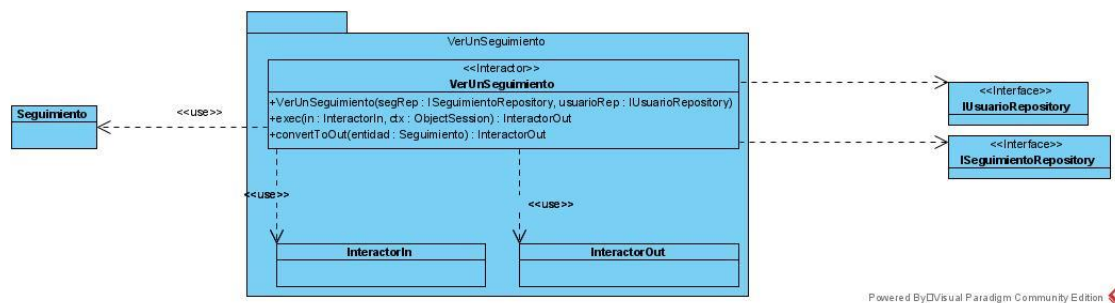 VerUnSeguimiento
<<Interactor>>
VerUnSeguimiento
+VerUnSeguimiento(segRep : ISeguimientoRepository, usuarioRep : IUsuarioRepository)
+exec(in : InteractorIn, ctx : ObjectSession) : InteractorOut
+convertToOut(entidad : Seguimiento) : InteractorOut
Seguimiento
<<use>>
<<Interface>>
IUsuarioRepository
<<Interface>>
ISeguimientoRepository
<<use>>
<<use>>
InteractorIn
InteractorOut
Powered By Visual Paradigm Community Edition